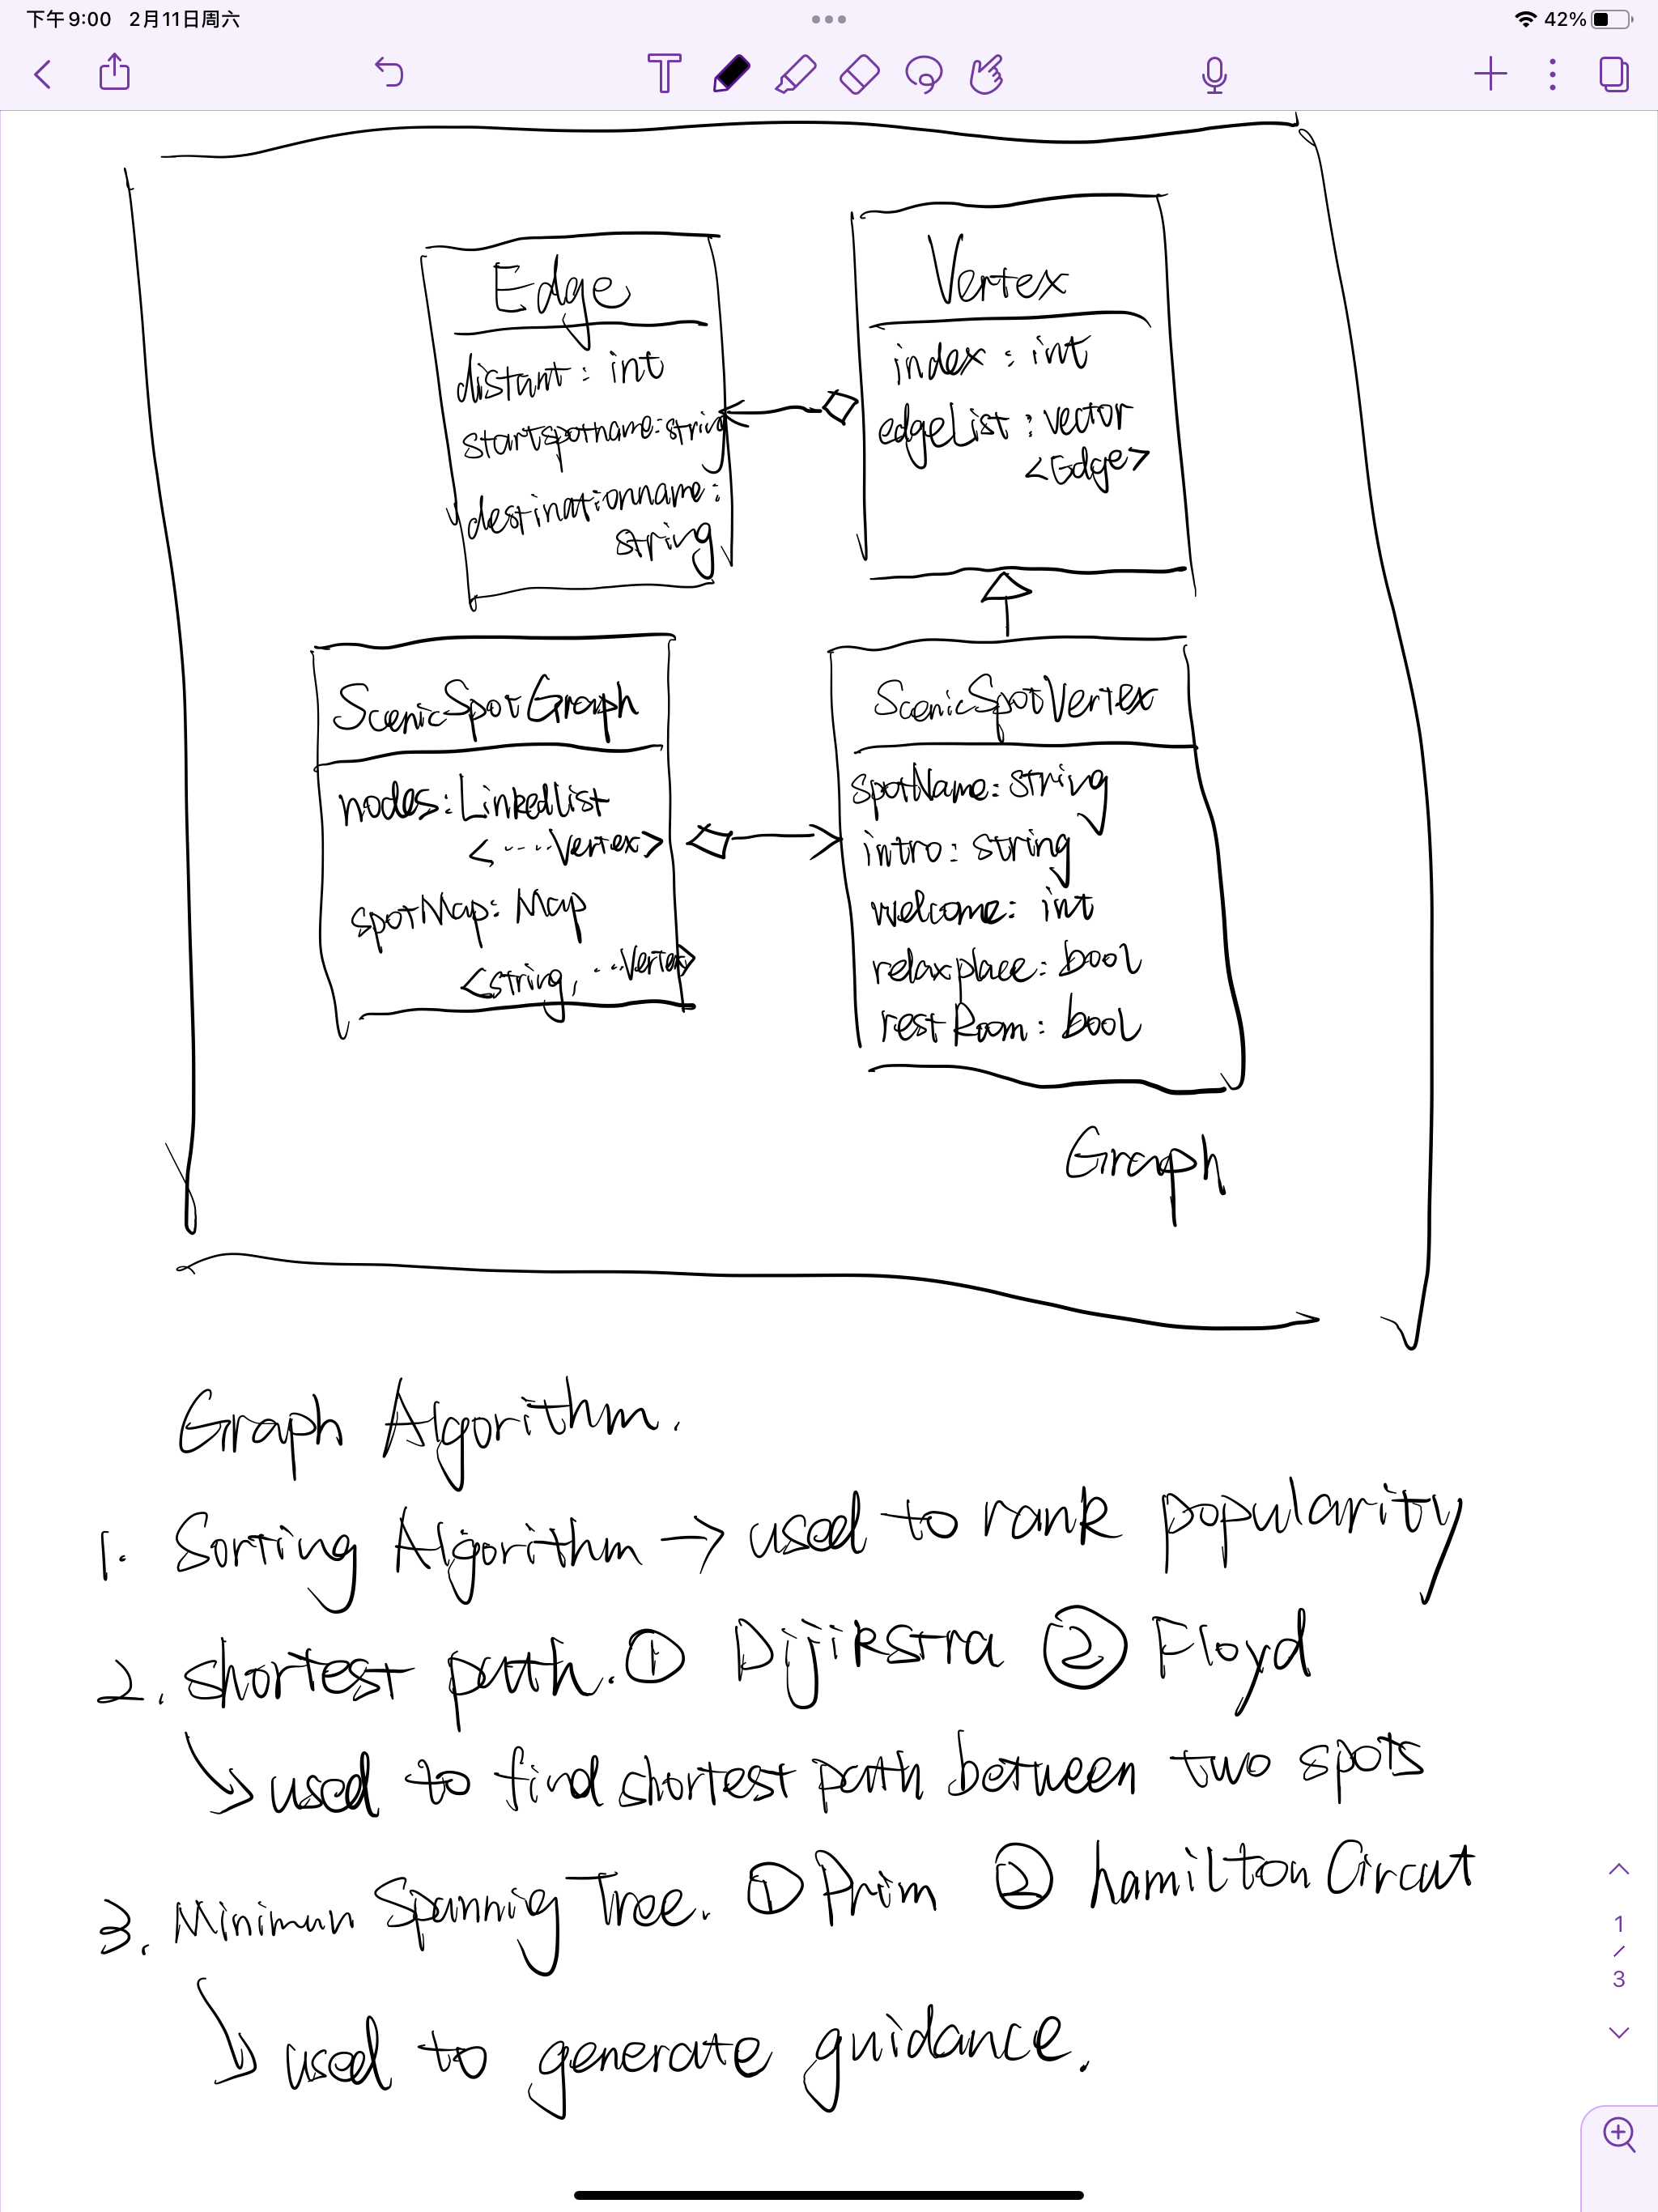 下午9:00 2月11日周六
42%
Edge
distant : int
startspotname : string
destinationname :
string
Vertex
index : int
edgeList : vector
<Edge>
ScenicSpotGraph
nodes : LinkedList
<....Vertex>
spotMap : Map
<string, ...Vertex>
ScenicSpotVertex
spotName : string
intro : string
welcome : int
relaxplace : bool
restRoom : bool
Graph
Graph Algorithm.
1. Sorting Algorithm → used to rank popularity
2. shortest path. ① Dijikstra ② Floyd
↘ used to find shortest path between two spots
3. Minimun Spanning Tree. ① Prim ② hamilton Circut
↘ used to generate guidance.
1
/
3